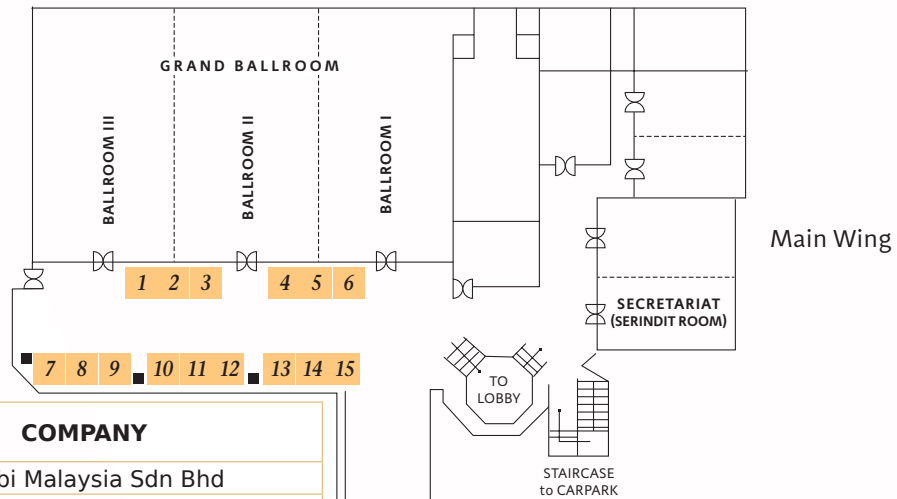 GRAND BALLROOM
BALLROOM III
BALLROOM II
BALLROOM I
Main Wing
1 2 3
4 5 6
SECRETARIAT
(SERINDIT ROOM)
7 8 9
10 11 12
13 14 15
TO
LOBBY
COMPANY
Malaysia Sdn Bhd
STAIRCASE
to CARPARK